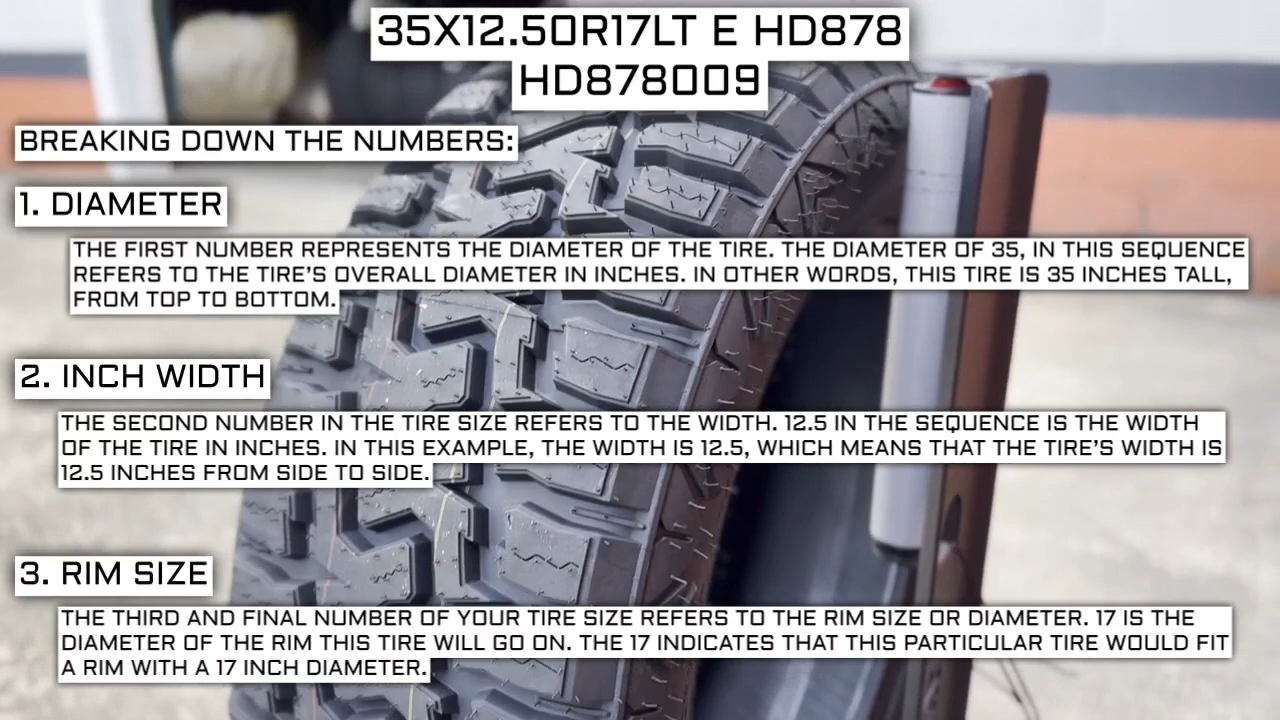 35X12.50R17LT E HD878
HD878009
BREAKING DOWN THE NUMBERS:
1. DIAMETER
THE FIRST NUMBER REPRESENTS THE DIAMETER OF THE TIRE. THE DIAMETER OF 35, IN THIS SEQUENCE
REFERS TO THE TIRE'S OVERALL DIAMETER IN INCHES. IN OTHER WORDS, THIS TIRE IS 35 INCHES TALL,
FROM TOP TO BOTTOM.
2. INCH WIDTH
THE SECOND NUMBER IN THE TIRE SIZE REFERS TO THE WIDTH. 12.5 IN THE SEQUENCE IS THE WIDTH
OF THE TIRE IN INCHES. IN THIS EXAMPLE, THE WIDTH IS 12.5, WHICH MEANS THAT THE TIRE'S WIDTH IS
12.5 INCHES FROM SIDE TO SIDE.
3. RIM SIZE
THE THIRD AND FINAL NUMBER OF YOUR TIRE SIZE REFERS TO THE RIM SIZE OR DIAMETER. 17 IS THE
DIAMETER OF THE RIM THIS TIRE WILL GO ON. THE 17 INDICATES THAT THIS PARTICULAR TIRE WOULD FIT
A RIM WITH A 17 INCH DIAMETER.